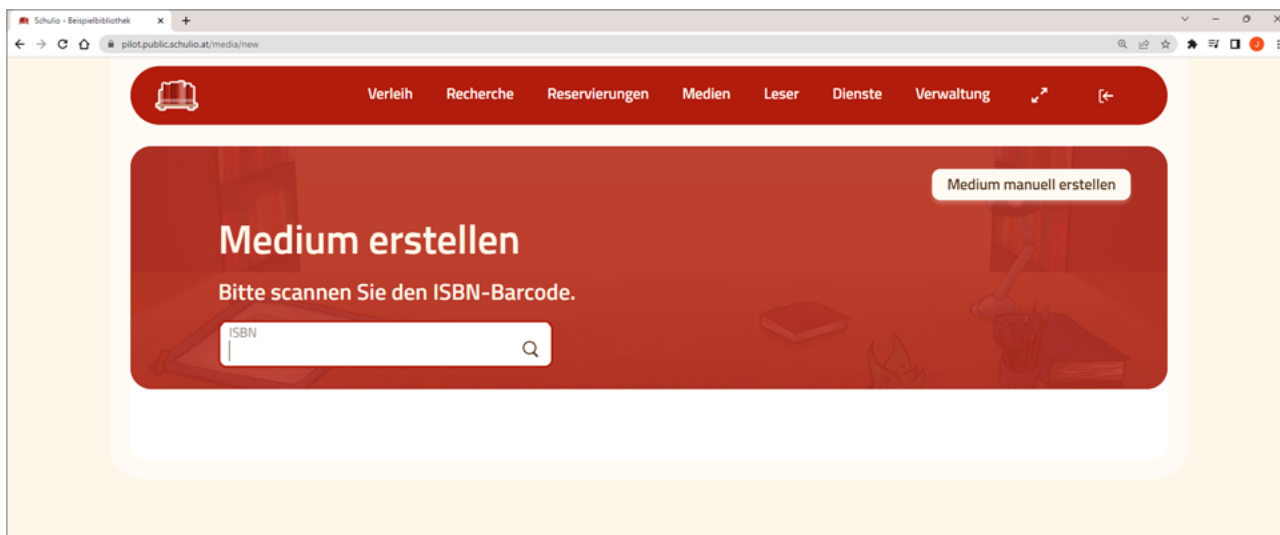 Schulio - Beispielbibliothek
pilot.public.schulio.at/media/new
J
Verleih Recherche Reservierungen Medien Leser Dienste Verwaltung
Medium manuell erstellen
Medium erstellen
Bitte scannen Sie den ISBN-Barcode.
ISBN